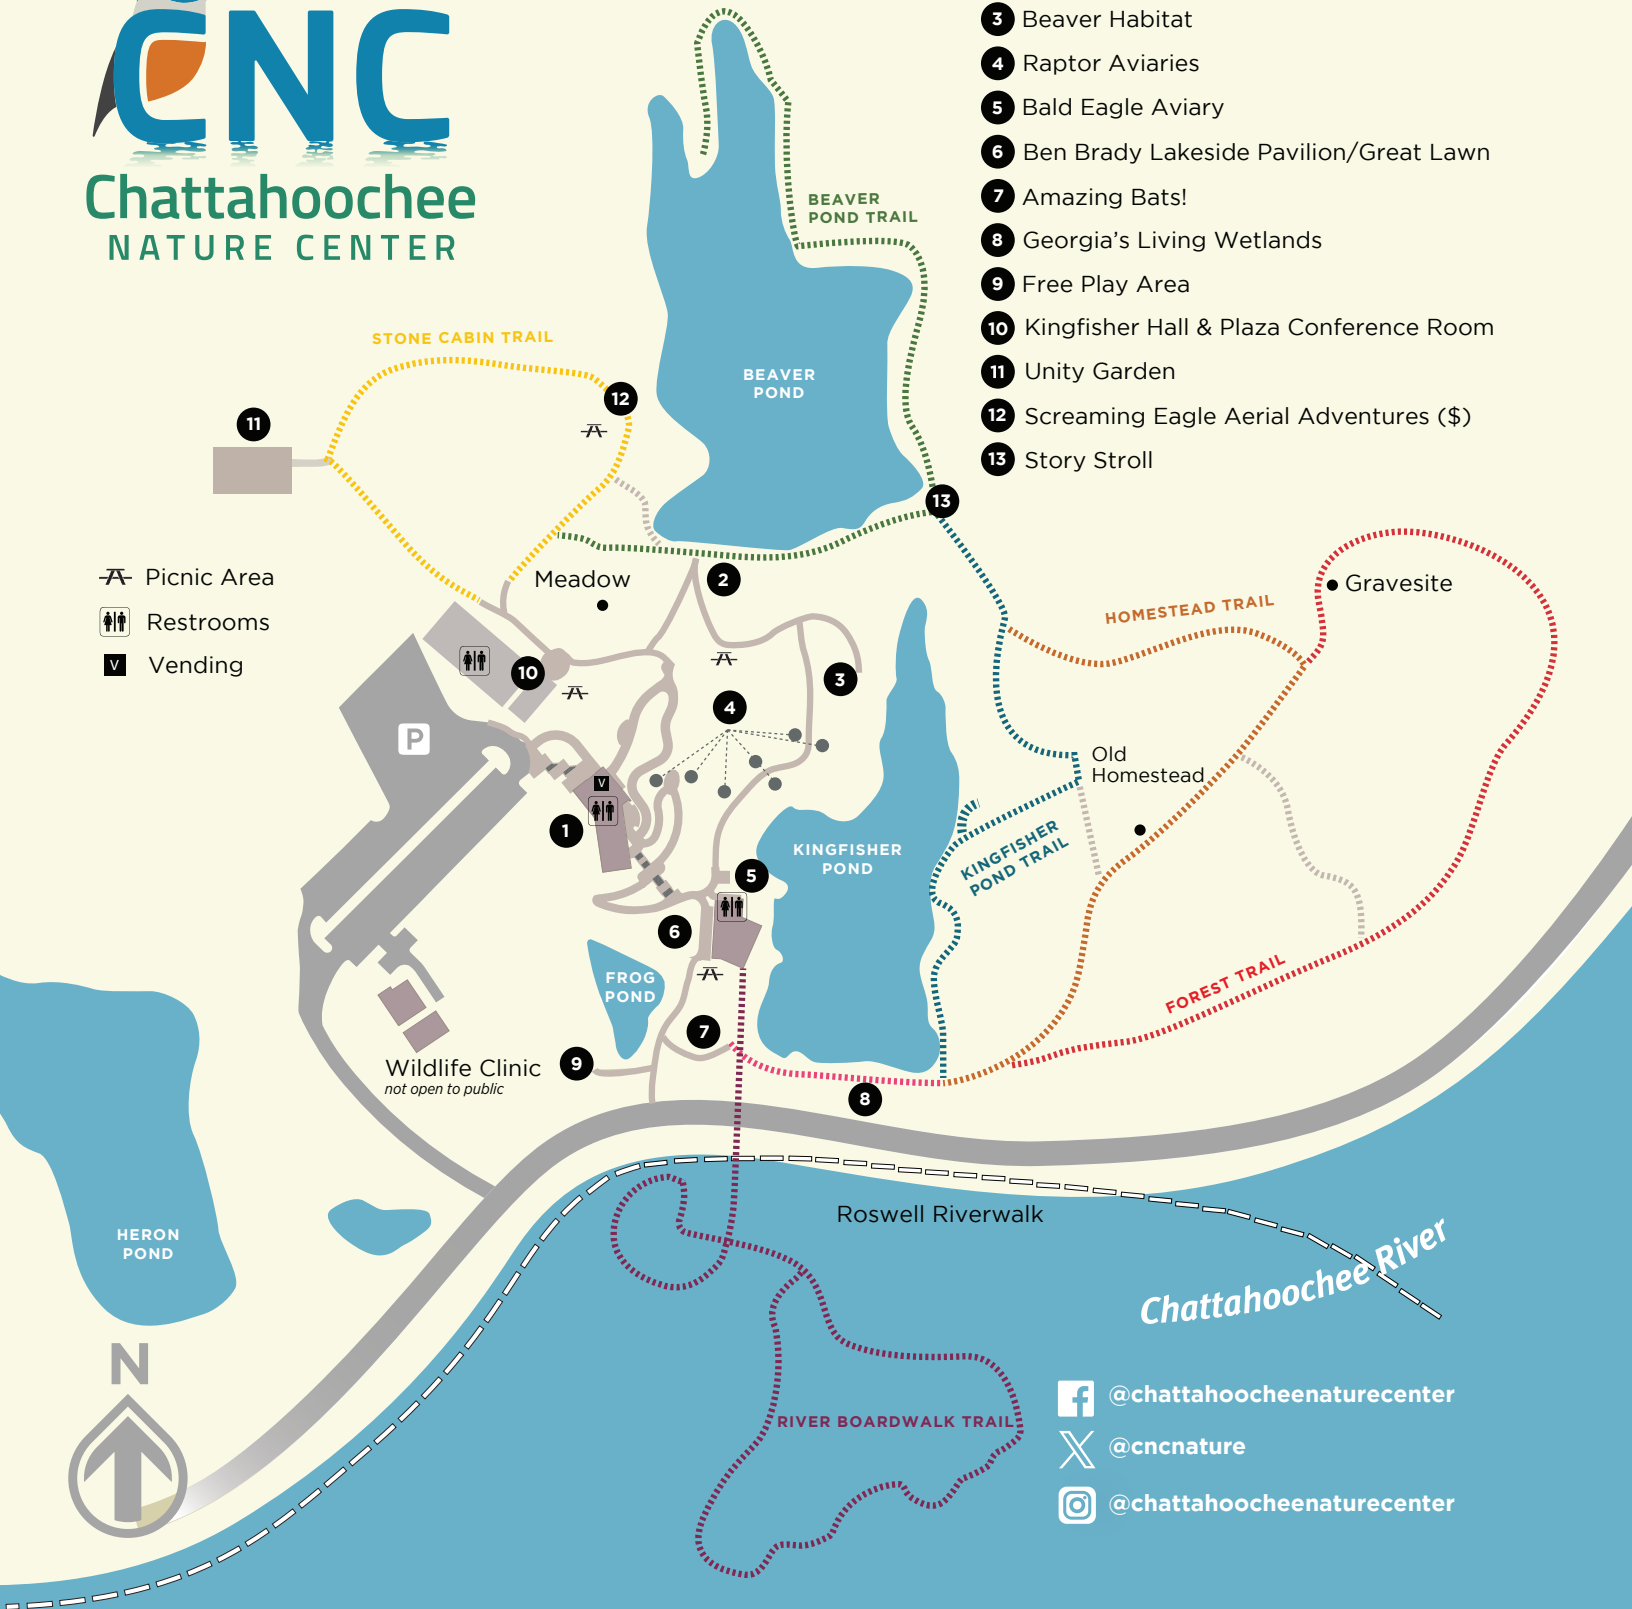 CNC
Chattahoochee
NATURE CENTER
3 Beaver Habitat
4 Raptor Aviaries
5 Bald Eagle Aviary
6 Ben Brady Lakeside Pavilion/Great Lawn
7 Amazing Bats!
8 Georgia's Living Wetlands
9 Free Play Area
10 Kingfisher Hall & Plaza Conference Room
11 Unity Garden
12 Screaming Eagle Aerial Adventures ($)
13 Story Stroll
BEAVER
POND TRAIL
STONE CABIN TRAIL
BEAVER
POND
12
11
13
Picnic Area
Restrooms
V Vending
Meadow
2
HOMESTEAD TRAIL
Gravesite
10
3
4
P
Old
Homestead
V
1
KINGFISHER
POND
KINGFISHER
POND TRAIL
5
6
FROG
POND
FOREST TRAIL
7
Wildlife Clinic
not open to public
9
8
HERON
POND
Roswell Riverwalk
Chattahoochee River
N
RIVER BOARDWALK TRAIL
@chattahoocheenaturecenter
@cncnature
@chattahoocheenaturecenter